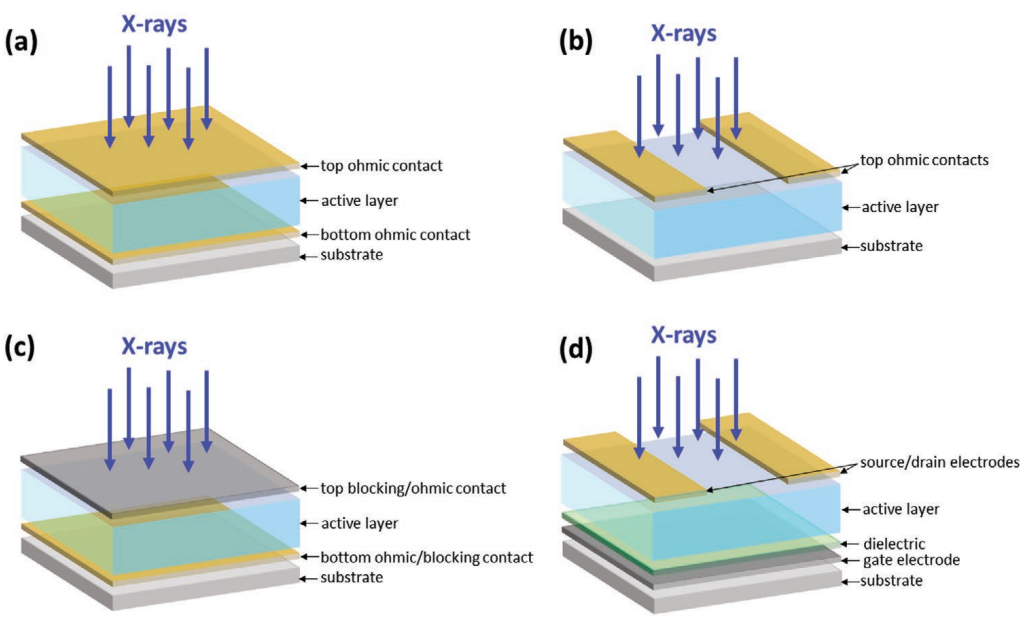 (a)
X-rays
top ohmic contact
active layer
bottom ohmic contact
substrate
(b)
X-rays
top ohmic contacts
active layer
substrate
(c)
X-rays
top blocking/ohmic contact
active layer
bottom ohmic/blocking contact
substrate
(d)
X-rays
source/drain electrodes
active layer
dielectric
gate electrode
substrate